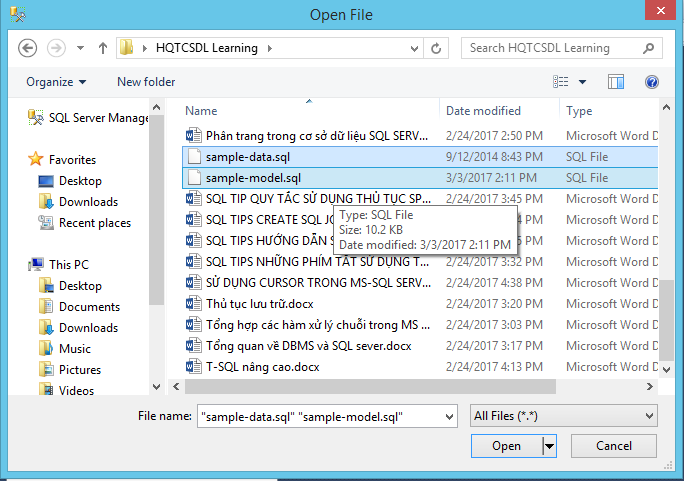 Open File
HQTCSDL Learning
Search HQTCSDL Learning
Organize
New folder
SQL Server Manage
Favorites
Desktop
Downloads
Recent places
This PC
Desktop
Documents
Downloads
Music
Pictures
Videos
Name Date modified Type
Phân trang trong cơ sở dữ liệu SQL SERV... 2/24/2017 2:50 PM Microsoft Word D
sample-data.sql 9/12/2014 8:43 PM SQL File
sample-model.sql 3/3/2017 2:11 PM SQL File
SQL TIP QUY TẮC SỬ DỤNG THỦ TỤC SP... 2/24/2017 3:45 PM Microsoft Word D
SQL TIPS CREATE SQL JO Microsoft Word D
SQL TIPS HƯỚNG DẪN S Microsoft Word D
SQL TIPS NHỮNG PHÍM TẮT SỬ DỤNG T... 2/24/2017 3:32 PM Microsoft Word D
SỬ DỤNG CURSOR TRONG MS-SQL SERV... 2/24/2017 4:38 PM Microsoft Word D
Thủ tục lưu trữ.docx 2/24/2017 3:20 PM Microsoft Word D
Tổng hợp các hàm xử lý chuỗi trong MS ... 2/24/2017 3:03 PM Microsoft Word D
Tổng quan về DBMS và SQL sever.docx 2/24/2017 3:17 PM Microsoft Word D
T-SQL nâng cao.docx 2/24/2017 4:13 PM Microsoft Word D
Type: SQL File
Size: 10.2 KB
Date modified: 3/3/2017 2:11 PM
File name: "sample-data.sql" "sample-model.sql"
All Files (*.*)
Open
Cancel